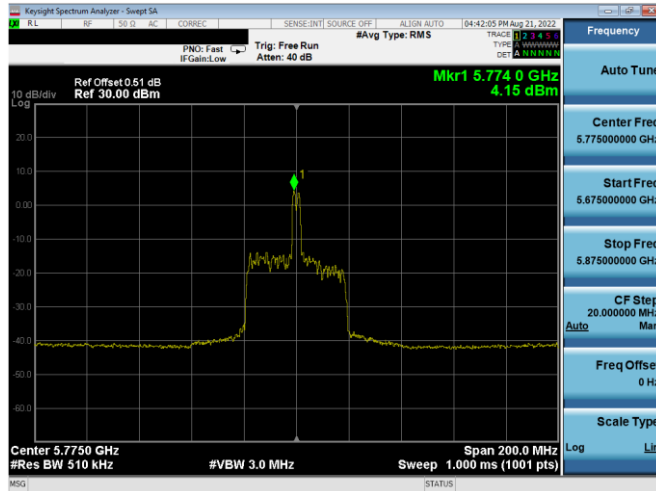 Keysight Spectrum Analyzer - Swept SA
RL RF 50 Ω AC CORREC SENSE:INT SOURCE OFF ALIGN AUTO 04:42:05 PM Aug 21, 2022
#Avg Type: RMS
TRACE 1 2 3 4 5 6
PNO: Fast Trig: Free Run
TYPE A WWWWW
IFGain:Low Atten: 40 dB
DET A N N N N N
Ref Offset 0.51 dB
Mkr1 5.774 0 GHz
10 dB/div Ref 30.00 dBm
4.15 dBm
Log
20.0
10.0
0.00
-10.0
-20.0
-30.0
-40.0
-50.0
-60.0
1
Center 5.7750 GHz
Span 200.0 MHz
#Res BW 510 kHz #VBW 3.0 MHz Sweep 1.000 ms (1001 pts)
MSG STATUS
Frequency
Auto Tune
Center Freq
5.775000000 GHz
Start Freq
5.675000000 GHz
Stop Freq
5.875000000 GHz
CF Step
20.000000 MHz
Auto Man
Freq Offset
0 Hz
Scale Type
Log Lin